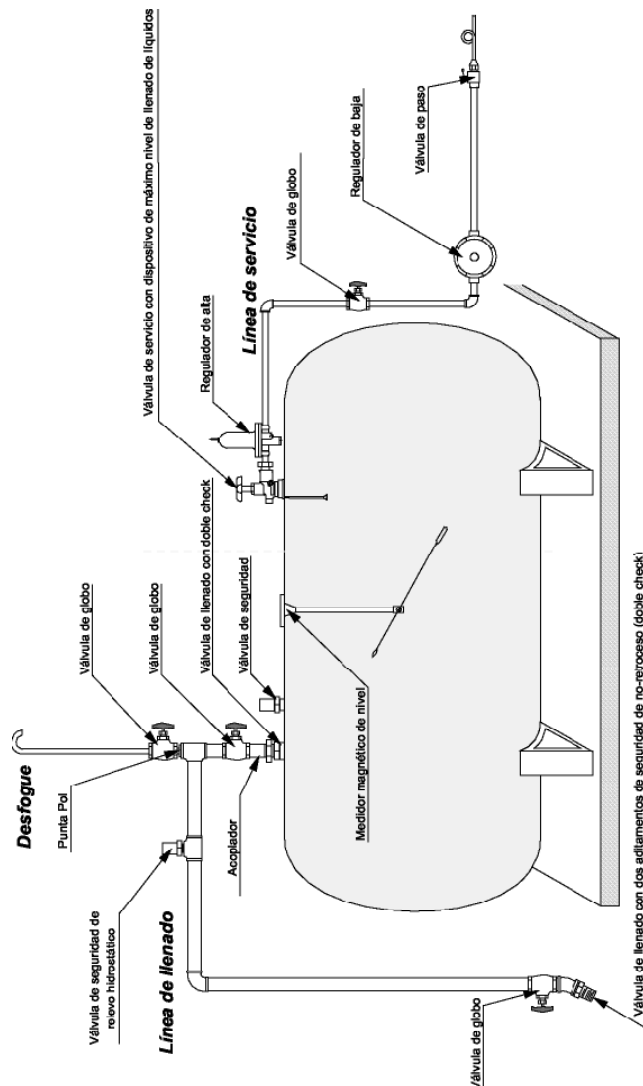 Desfogue
Válvula de globo
Punta Pol
Válvula de globo
Válvula de seguridad de
relevo hidrostático
Acoplador
Válvula de llenado con doble check
Válvula de seguridad
Línea de llenado
Medidor magnético de nivel
Válvula de globo
Válvula de llenado con dos aditamentos de seguridad de no-retroceso (doble check)
Válvula de servicio con dispositivo de máximo nivel de llenado de líquidos
Regulador de alta
Línea de servicio
Válvula de globo
Regulador de baja
Válvula de paso